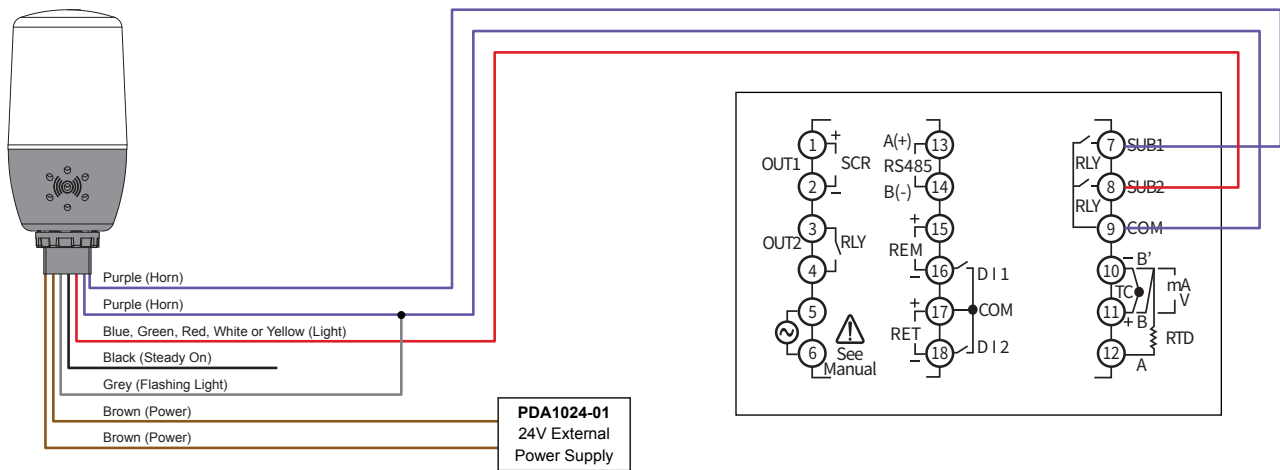 Purple (Horn)
Purple (Horn)
Blue, Green, Red, White or Yellow (Light)
Black (Steady On)
Grey (Flashing Light)
Brown (Power)
Brown (Power)
PDA1024-01
24V External
Power Supply
1
+
OUT1
SCR
2
−
3
OUT2
RLY
4
5
6
See
Manual
A(+)
13
RS485
B(-)
14
+
15
REM
−
16
D I 1
+
17
COM
RET
−
18
D I 2
7
SUB1
RLY
8
SUB2
RLY
9
COM
10
− B'
TC
mA
V
11
+ B
RTD
12
A